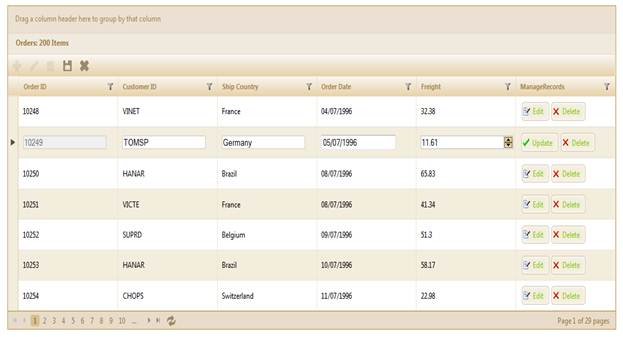 Drag a column header here to group by that column
Orders: 200 Items
Order ID Customer ID Ship Country Order Date Freight ManageRecords
10248 VINET France 04/07/1996 32.38 Edit Delete
10249 TOMSP Germany 05/07/1996 11.61 Update Delete
10250 HANAR Brazil 08/07/1996 65.83 Edit Delete
10251 VICTE France 08/07/1996 41.34 Edit Delete
10252 SUPRD Belgium 09/07/1996 51.3 Edit Delete
10253 HANAR Brazil 10/07/1996 58.17 Edit Delete
10254 CHOPS Switzerland 11/07/1996 22.98 Edit Delete
1 2 3 4 5 6 7 8 9 10 ... Page 1 of 29 pages